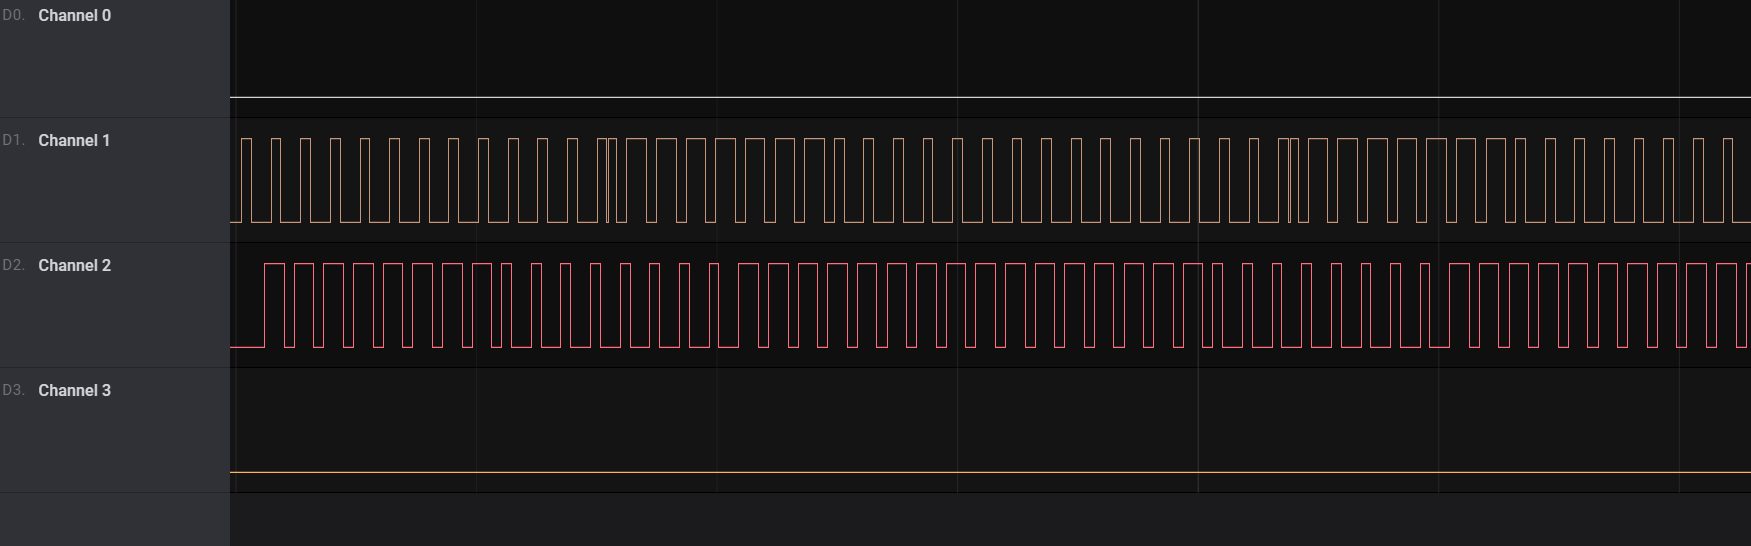 D0. Channel 0
D1. Channel 1
D2. Channel 2
D3. Channel 3